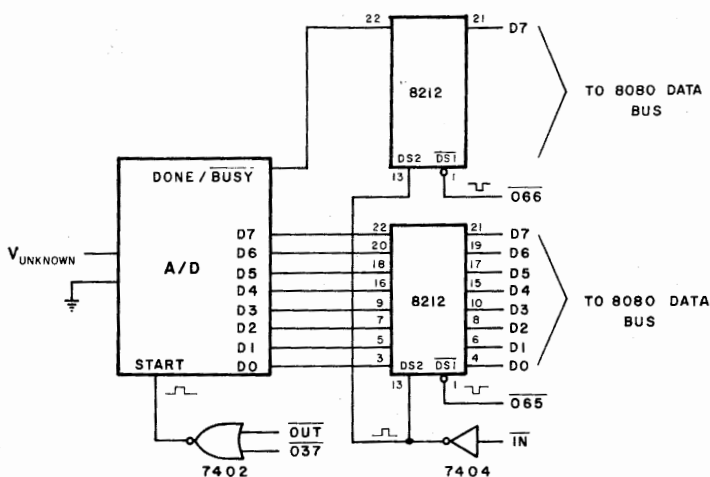 22 21 D7
8212
TO 8080 DATA
BUS
DS2 DS1
13 1
066
DONE / BUSY
VUNKNOWN
A/D
D7 22 21 D7
D6 20 19 D6
D5 18 17 D5
D4 16 15 D4
D3 9 10 D3
D2 7 8 D2
D1 5 6 D1
D0 3 4 D0
8212
TO 8080 DATA
BUS
START
DS2 DS1
13 1
065
OUT
037
7402
IN
7404